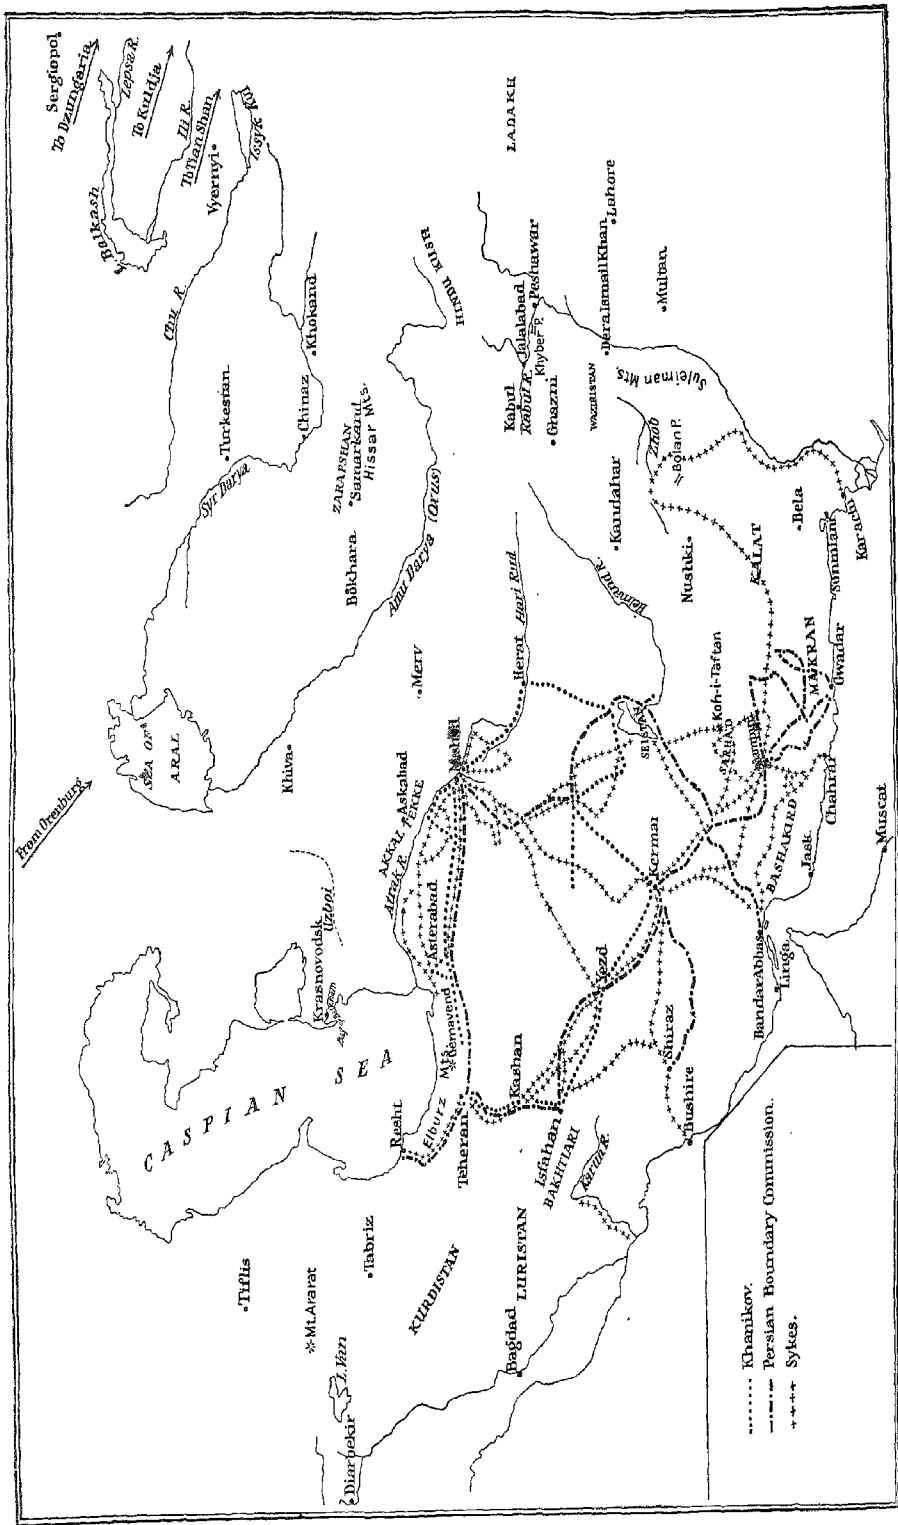 Sergiopol
To Dzungaria
Lepsa R.
To Kuldja
Ili R.
To Tian Shan
Vyernyi
Issyk Kul
L. Balkash
Chu R.
Turkestan
Syr Darya
Chinaz
Khokand
From Orenburg
SEA OF
ARAL
Khiva
Uzboi
Krasnovodsk
CASPIAN SEA
Tiflis
Mt. Ararat
L. Van
Diarbekir
Tabriz
KURDISTAN
Resht
Elburz Mts.
Demavend
Teheran
Asterabad
Atrak R.
AKKAL TEKKE
Askabad
Meshed
Merv
Bokhara
ZARAFSHAN
Samarkand
Hissar Mts.
Amu Darya (Oxus)
HINDU KUSH
LADAKH
Kabul
Kabul R.
Jalalabad
Khyber P.
Peshawar
Ghazni
WAZIRISTAN
Dera Ismail Khan
Lahore
Multan
Suleiman Mts.
Zhob
Bolan P.
Kandahar
Helmund R.
Herat
Hari Rud
SEISTAN
Nushki
KALAT
Bela
Sonmiani
Karachi
Koh-i-Taftan
SARHAD
MAKRAN
Gwadar
Chahbar
BASHAKIRD
Jask
Muscat
Kerman
Yezd
Kashan
Isfahan
BAKHTIARI
Karun R.
LURISTAN
Bagdad
Shiraz
Bushire
Bandar Abbas
Linga
Khanikov.
Persian Boundary Commission.
Sykes.